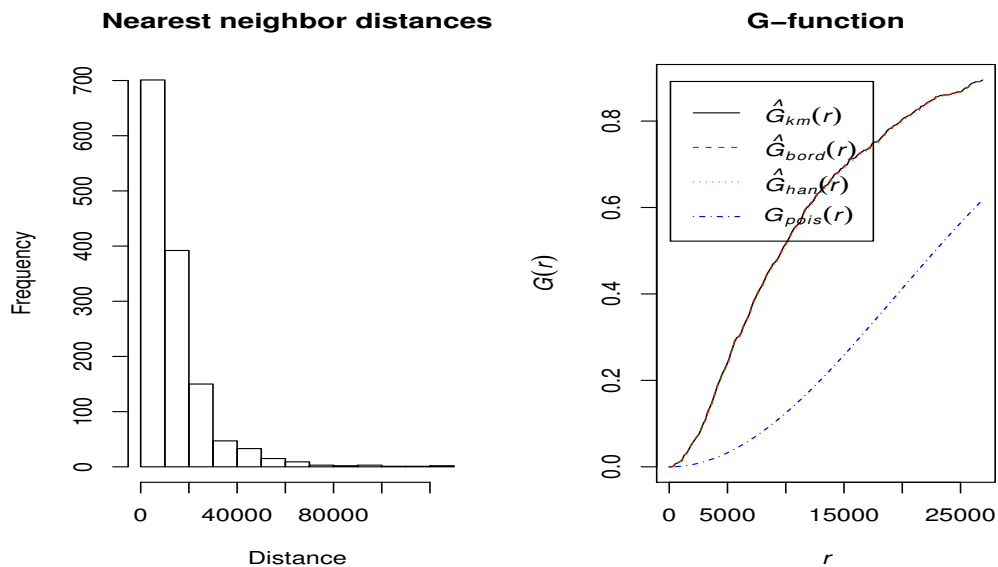 Nearest neighbor distances
Frequency
700
600
500
400
300
200
100
0
0 40000 80000
Distance
G−function
G(r)
0.8
0.6
0.4
0.2
0.0
Ĝkm(r)
Ĝbord(r)
Ĝhan(r)
Gpois(r)
0 5000 15000 25000
r